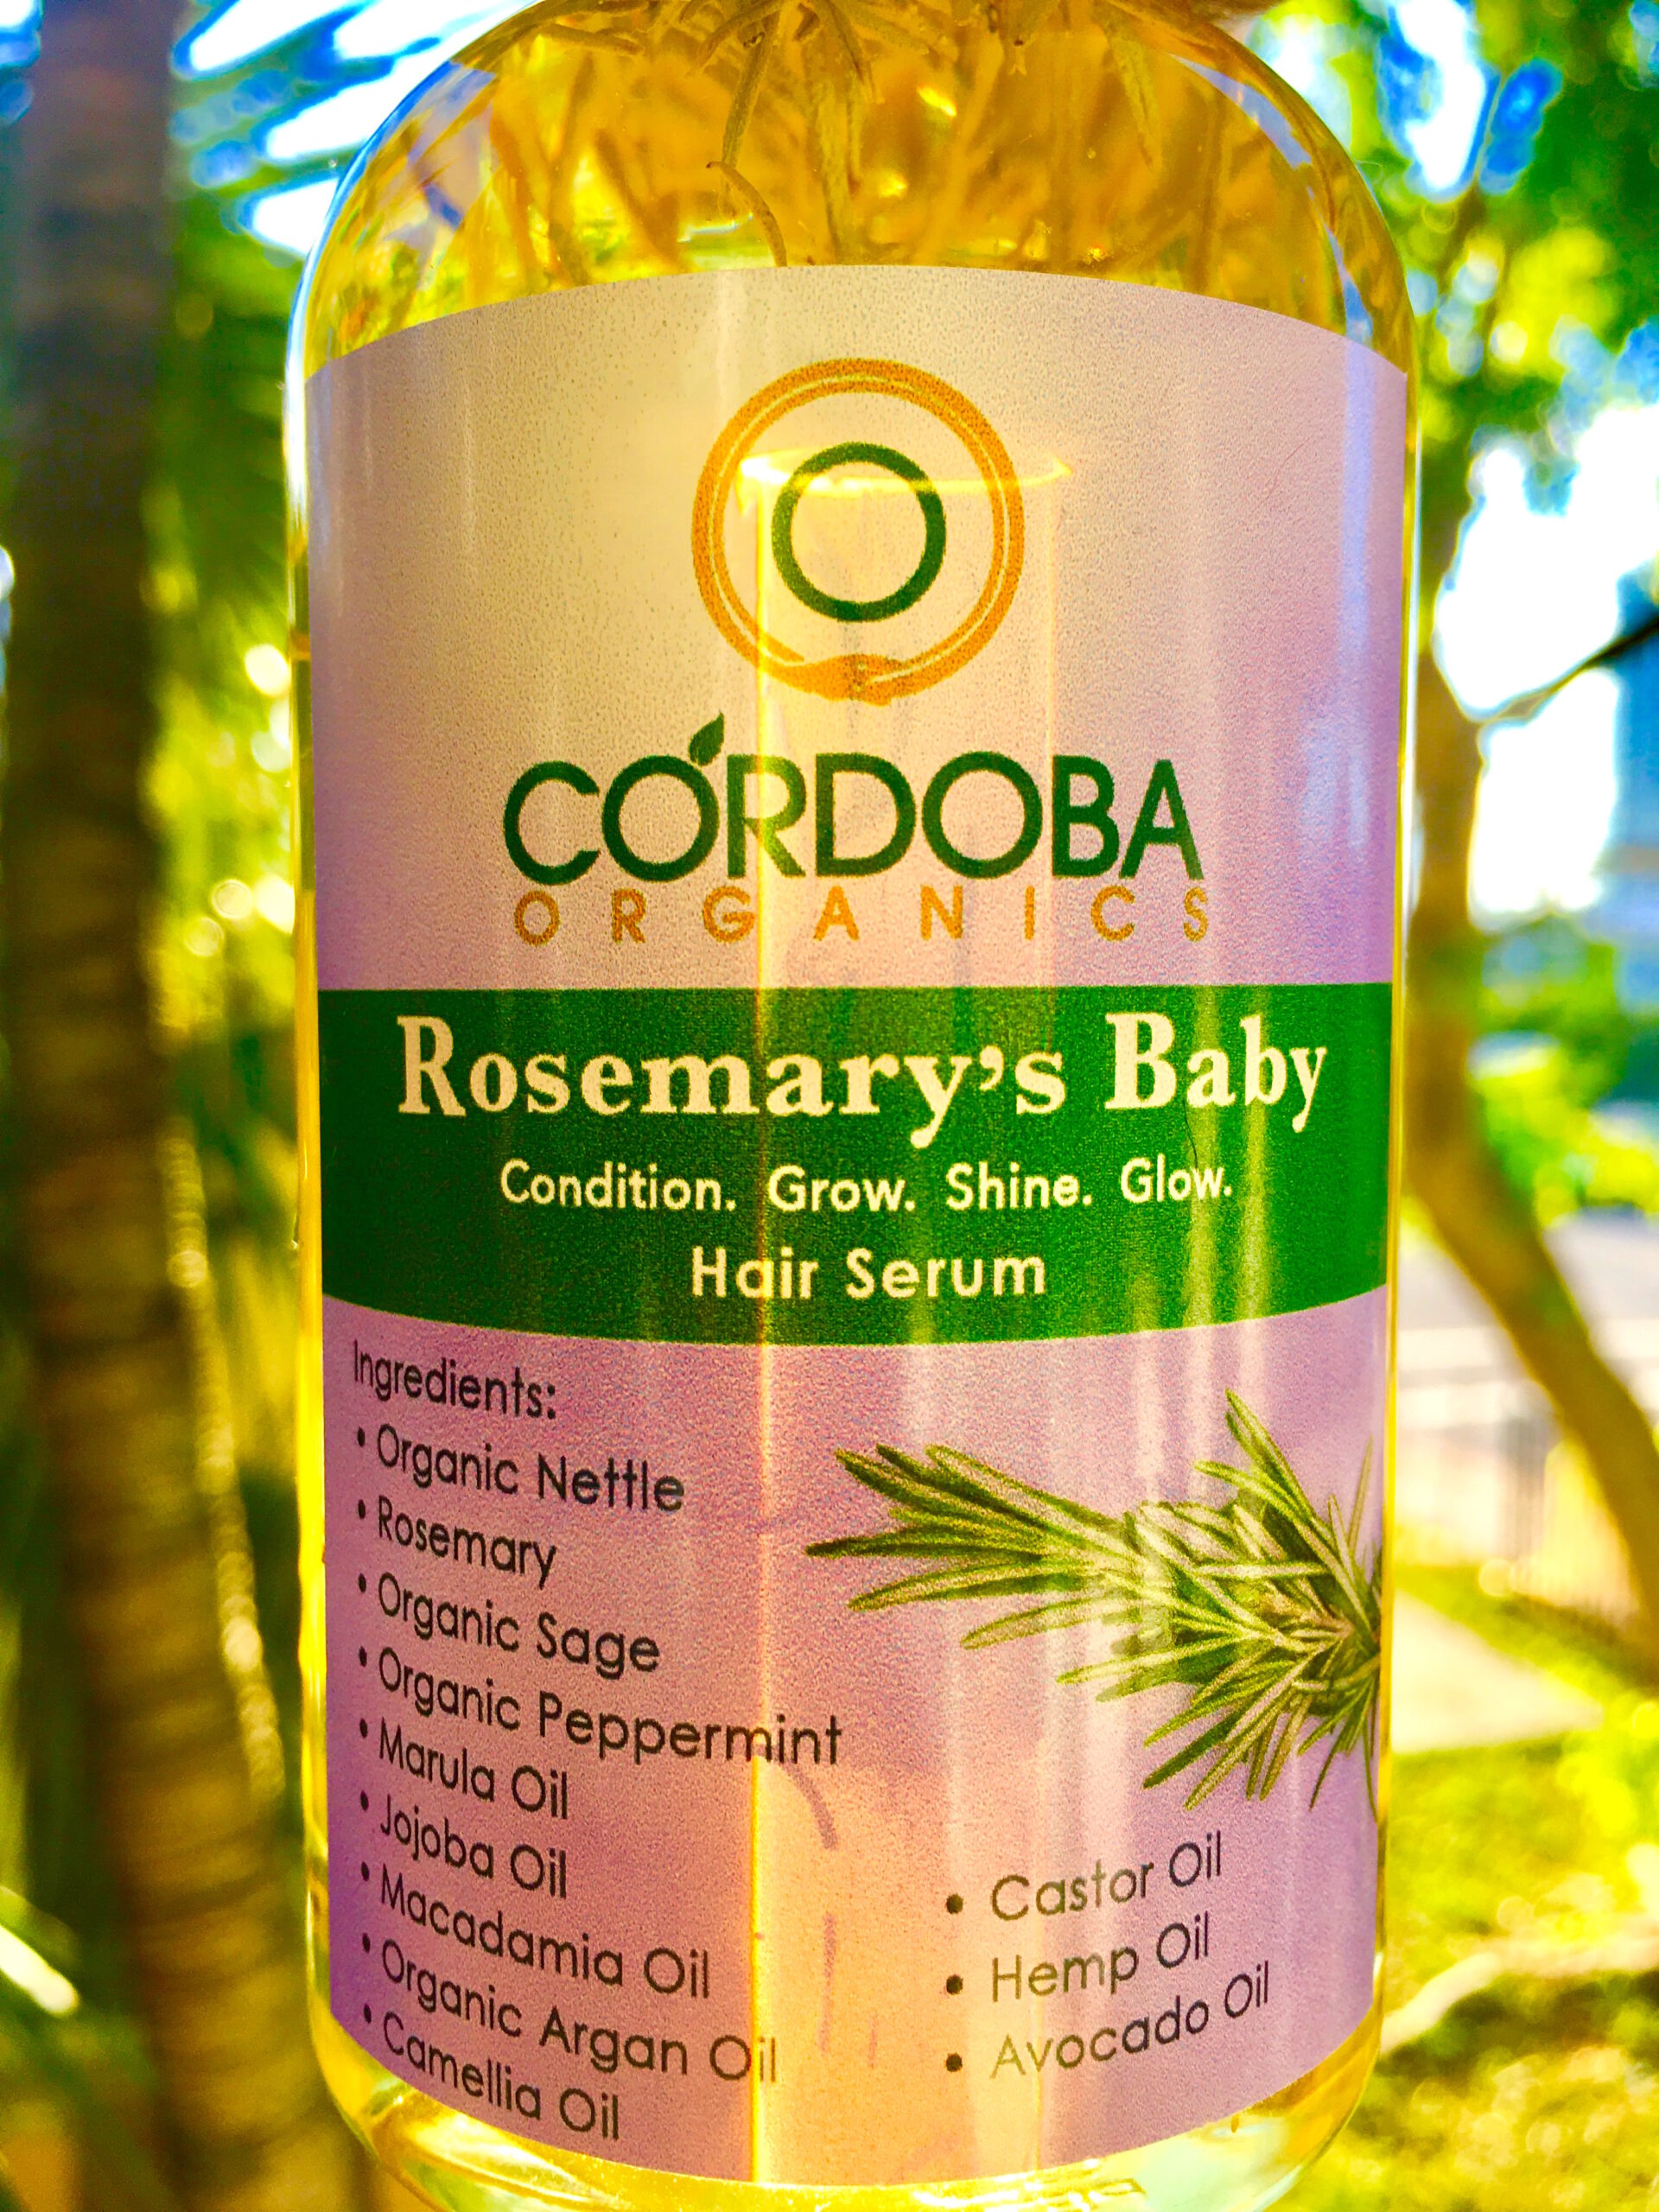 CÓRDOBA
ORGANICS
Rosemary's Baby
Condition. Grow. Shine. Glow.
Hair Serum
Ingredients:
• Organic Nettle
• Rosemary
• Organic Sage
• Organic Peppermint
• Marula Oil
• Jojoba Oil
• Macadamia Oil
• Organic Argan Oil
• Camellia Oil
• Castor Oil
• Hemp Oil
• Avocado Oil